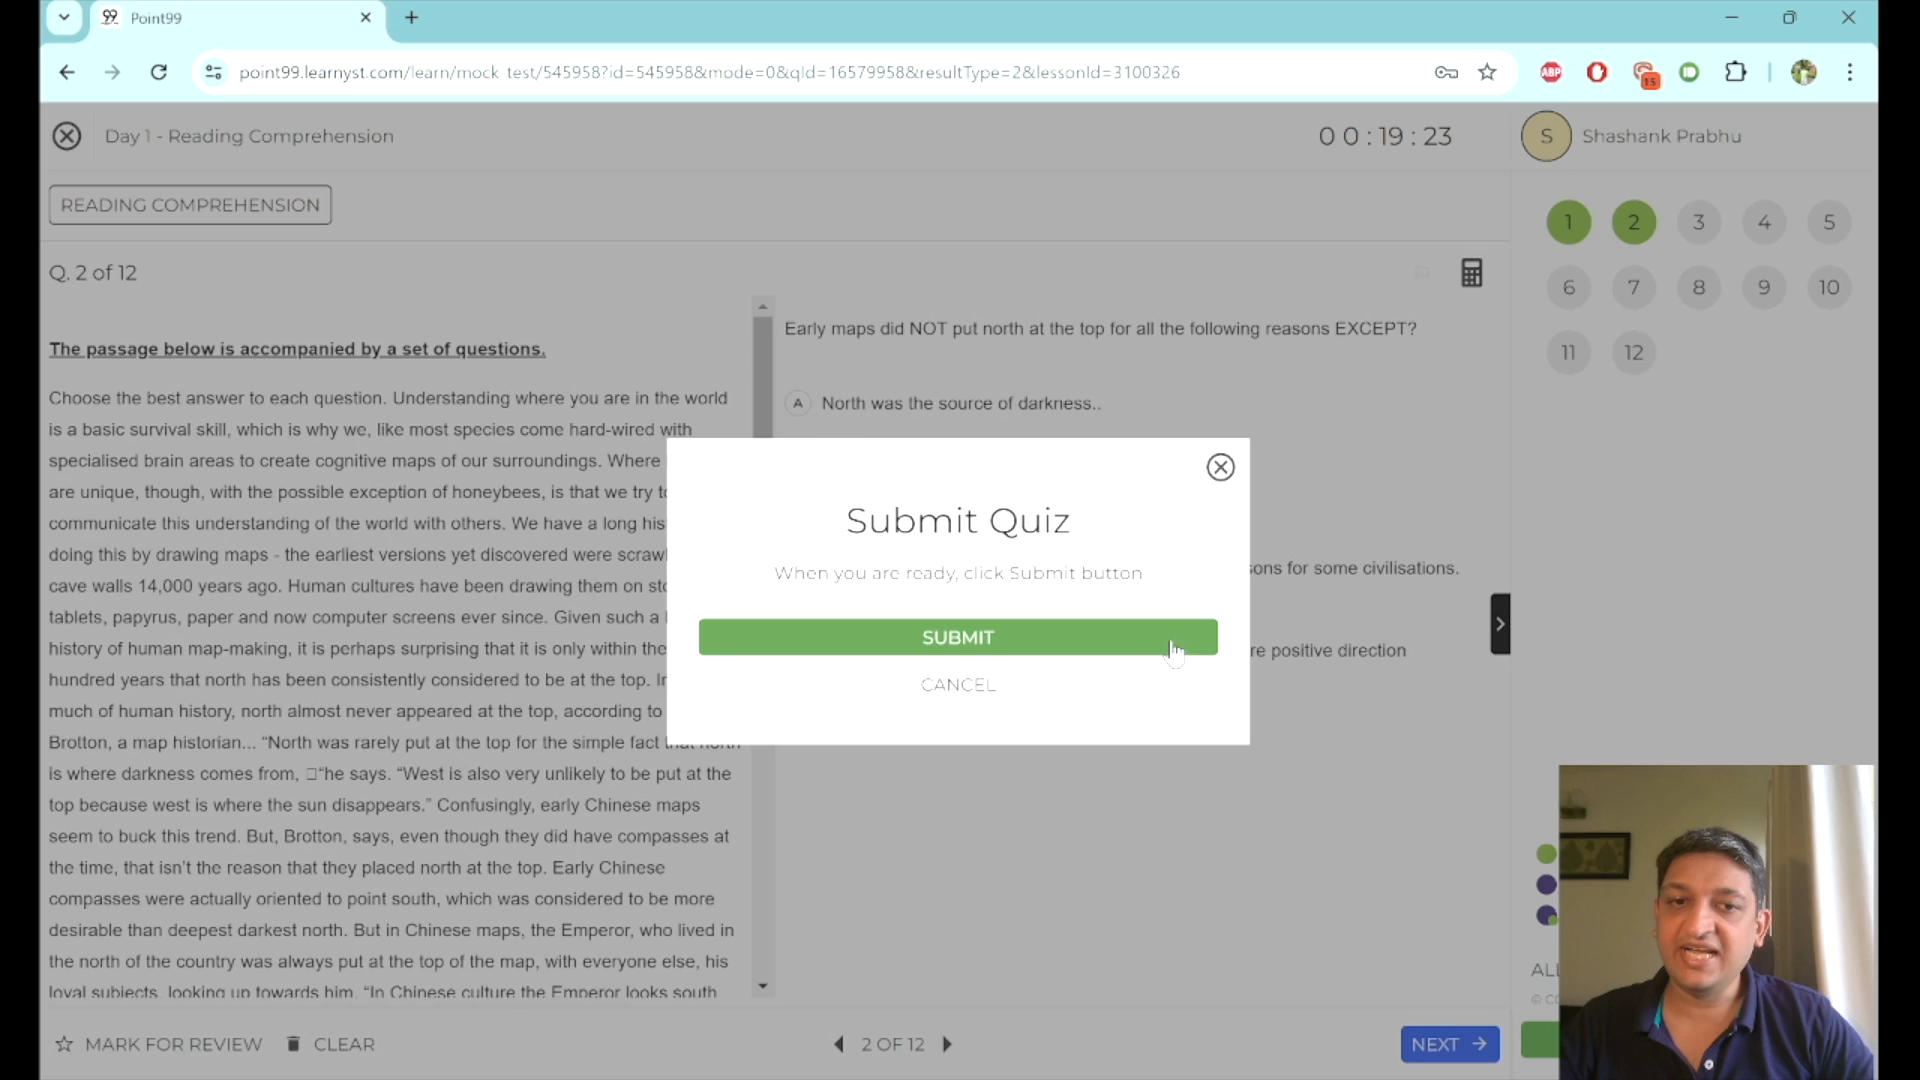 99 Point99
point99.learnyst.com/learn/mock test/545958?id=545958&mode=0&qId=16579958&resultType=2&lessonId=3100326
ABP
15
Day 1 - Reading Comprehension
00:19:23
S Shashank Prabhu
READING COMPREHENSION
1 2 3 4 5
6 7 8 9 10
11 12
Q. 2 of 12
The passage below is accompanied by a set of questions.
Choose the best answer to each question. Understanding where you are in the world
is a basic survival skill, which is why we, like most species come hard-wired with
specialised brain areas to create cognitive maps of our surroundings. Where
are unique, though, with the possible exception of honeybees, is that we try
communicate this understanding of the world with others. We have a long
doing this by drawing maps - the earliest versions yet discovered were
cave walls 14,000 years ago. Human cultures have been drawing them on
tablets, papyrus, paper and now computer screens ever since. Given such a
history of human map-making, it is perhaps surprising that it is only within the
hundred years that north has been consistently considered to be at the top.
much of human history, north almost never appeared at the top, according to
Brotton, a map historian... “North was rarely put at the top for the simple fact that north
is where darkness comes from, □“he says. “West is also very unlikely to be put at the
top because west is where the sun disappears.” Confusingly, early Chinese maps
seem to buck this trend. But, Brotton, says, even though they did have compasses at
the time, that isn’t the reason that they placed north at the top. Early Chinese
compasses were actually oriented to point south, which was considered to be more
desirable than deepest darkest north. But in Chinese maps, the Emperor, who lived in
the north of the country was always put at the top of the map, with everyone else, his
loyal subjects, looking up towards him. “In Chinese culture the Emperor looks south
Early maps did NOT put north at the top for all the following reasons EXCEPT?
A North was the source of darkness..
sons for some civilisations.
re positive direction
Submit Quiz
When you are ready, click Submit button
SUBMIT
CANCEL
MARK FOR REVIEW
CLEAR
2 OF 12
NEXT